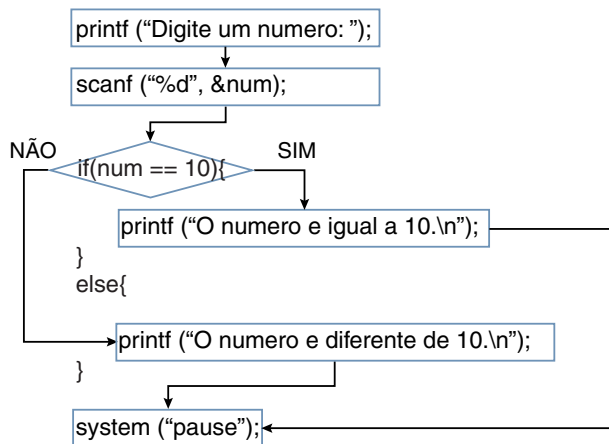 printf (“Digite um numero: ”);
scanf (“%d”, &num);
NÃO
SIM
if(num == 10){
printf (“O numero e igual a 10.\n”);
}
else{
printf (“O numero e diferente de 10.\n”);
}
system (“pause”);